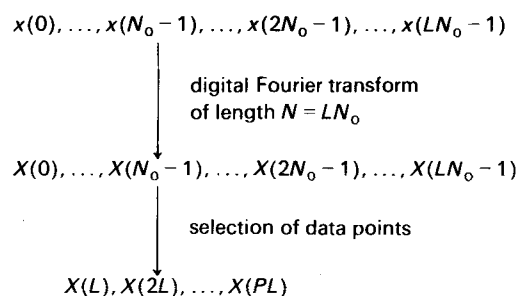 x(0), ..., x(N₀ − 1), ..., x(2N₀ − 1), ..., x(LN₀ − 1)
digital Fourier transform
of length N = LN₀
X(0), ..., X(N₀ − 1), ..., X(2N₀ − 1), ..., X(LN₀ − 1)
selection of data points
X(L), X(2L), ..., X(PL)